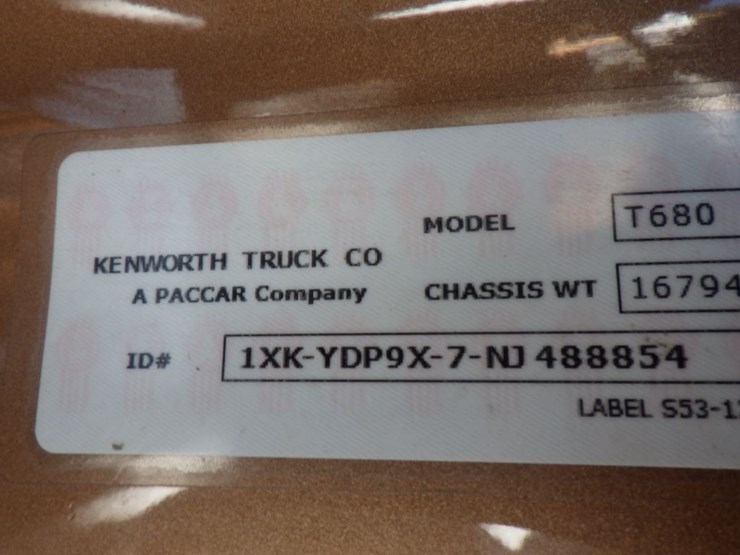 MODEL T680
KENWORTH TRUCK CO
A PACCAR Company
CHASSIS WT 16794
ID# 1XK-YDP9X-7-NJ 488854
LABEL S53-1